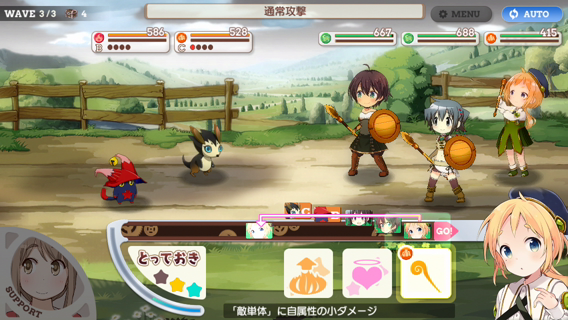 WAVE 3/3 4
通常攻撃
MENU
AUTO
586
B
528
C
667
688
415
GO!
とっておき
SUPPORT
「敵単体」に自属性の小ダメージ